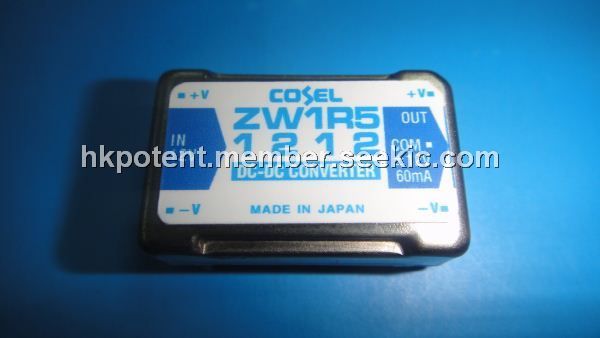 +V +V
COSEL
ZW1R5
OUT
IN
1212
COM
hkpotent.member.seekic.com
DC-DC CONVERTER
60mA
-V -V
MADE IN JAPAN